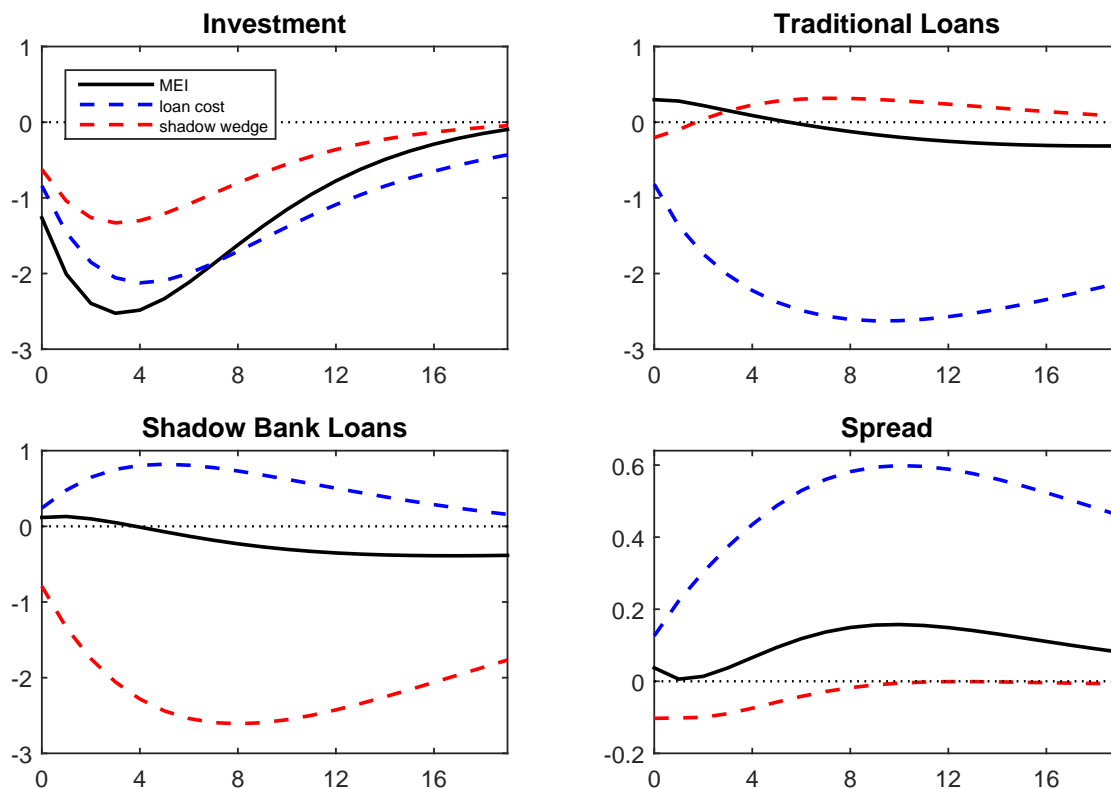 Investment
1
0
-1
-2
-3
0 4 8 12 16
MEI
loan cost
shadow wedge
Traditional Loans
1
0
-1
-2
-3
0 4 8 12 16
Shadow Bank Loans
1
0
-1
-2
-3
0 4 8 12 16
Spread
0.6
0.4
0.2
0
-0.2
0 4 8 12 16